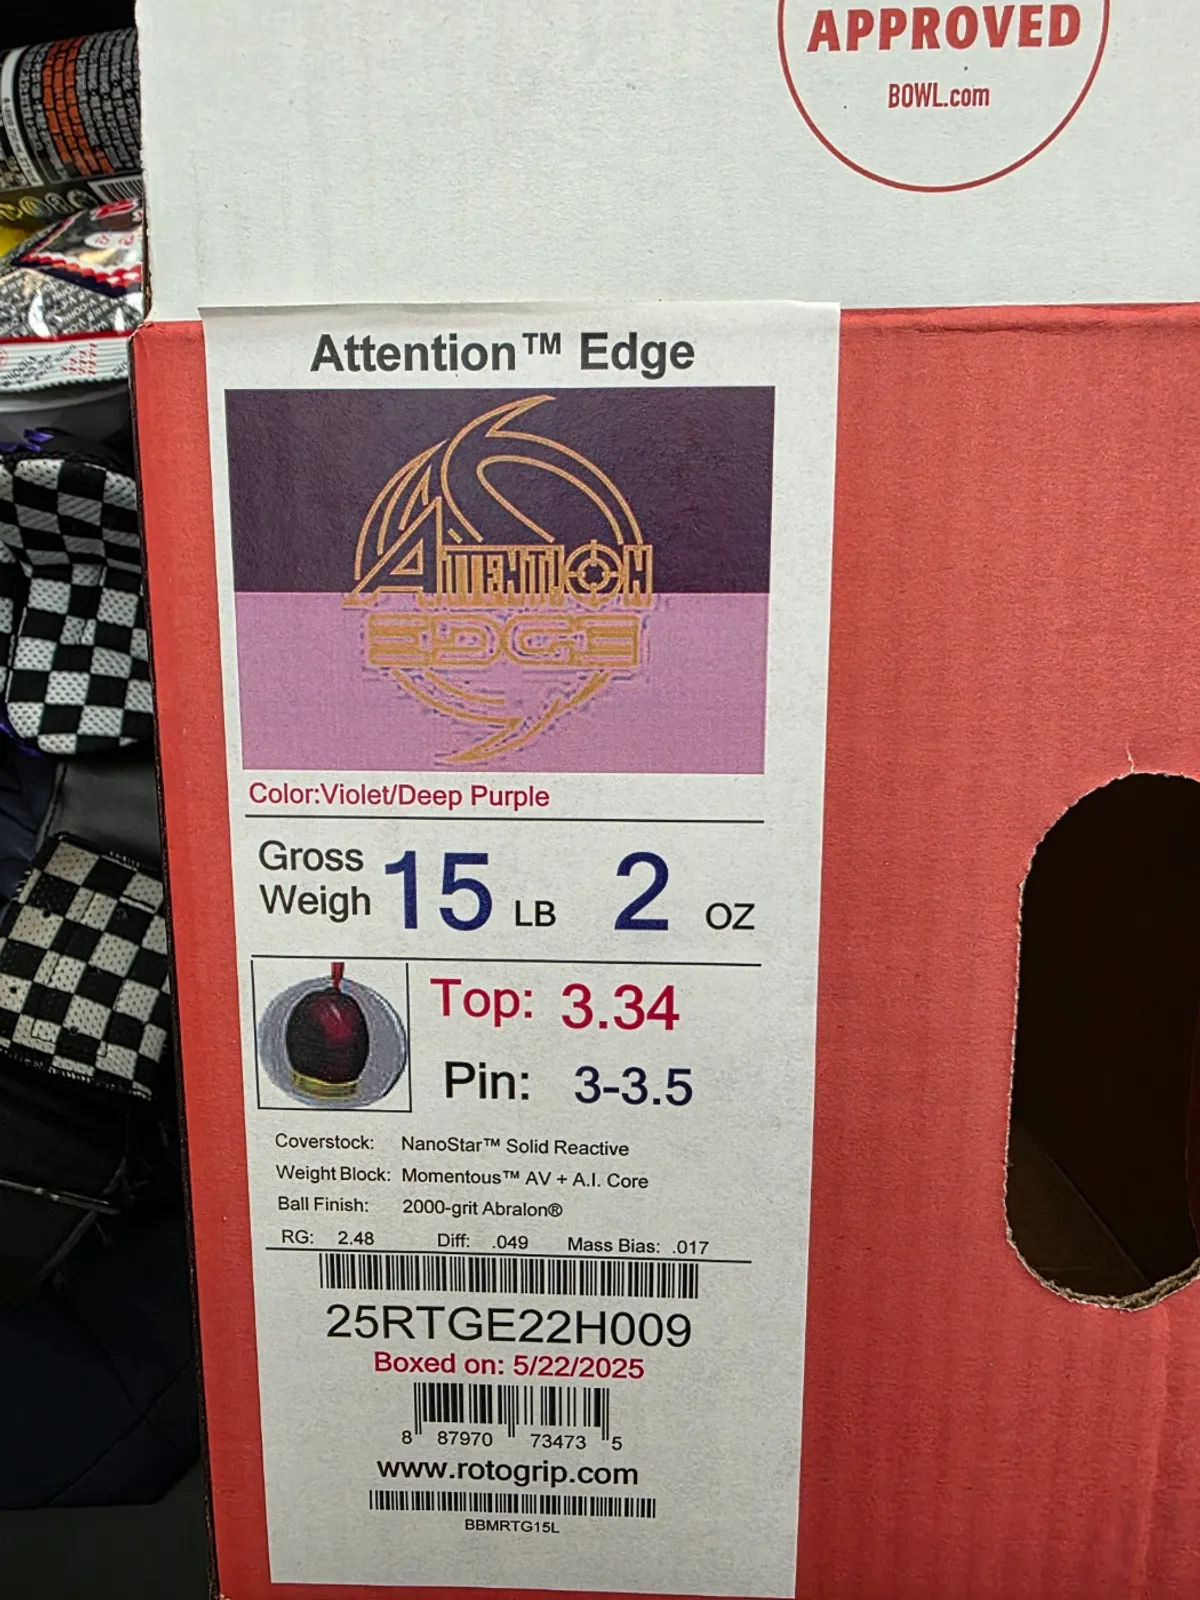 APPROVED
BOWL.com
Attention™ Edge
ATTENTION
EDGE
Color:Violet/Deep Purple
Gross
Weigh 15 LB 2 OZ
Top: 3.34
Pin: 3-3.5
Coverstock: NanoStar™ Solid Reactive
Weight Block: Momentous™ AV + A.I. Core
Ball Finish: 2000-grit Abralon®
RG: 2.48 Diff: .049 Mass Bias: .017
25RTGE22H009
Boxed on: 5/22/2025
8 87970 73473 5
www.rotogrip.com
BBMRTG15L